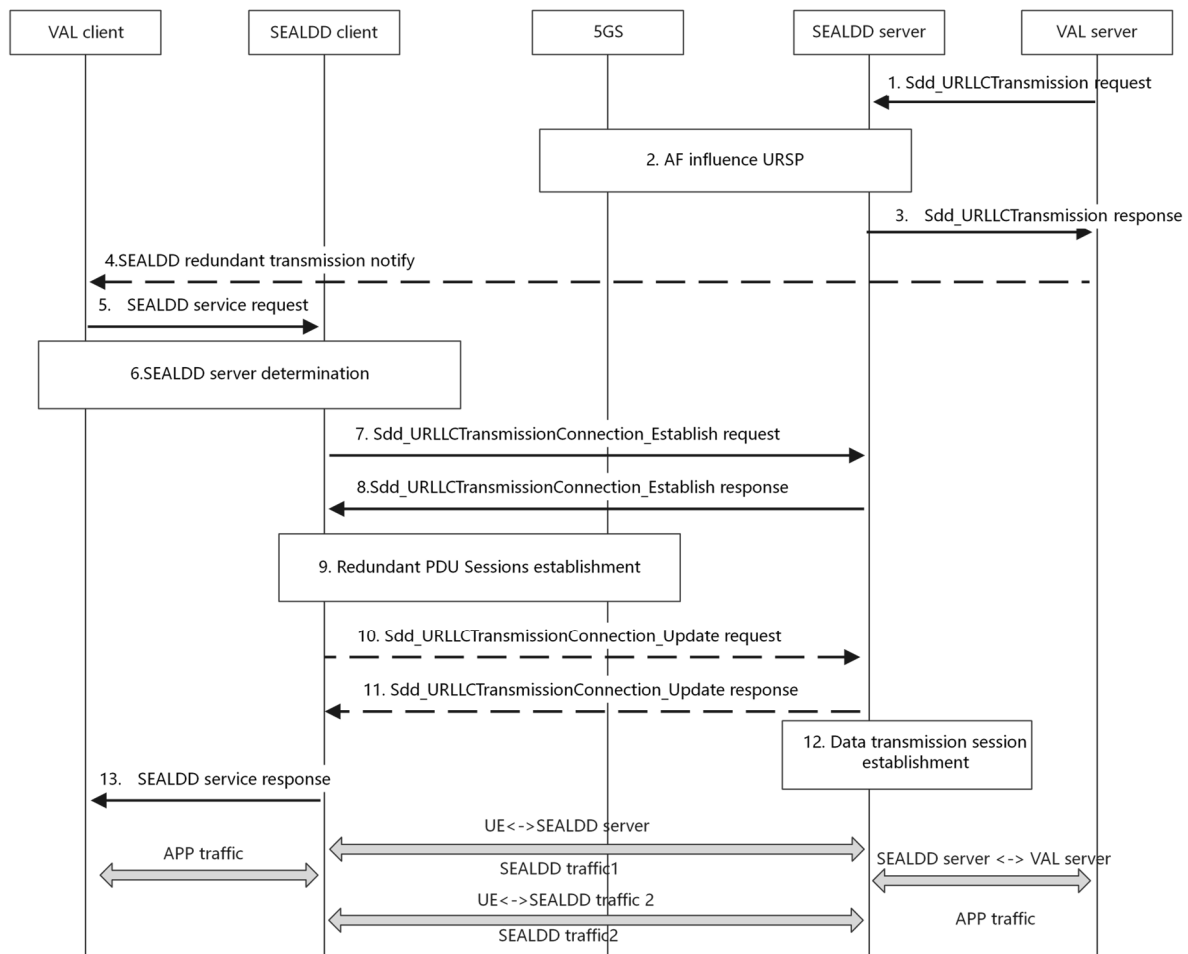 VAL client
SEALDD client
5GS
SEALDD server
VAL server
1. Sdd_URLLCTransmission request
2. AF influence URSP
3. Sdd_URLLCTransmission response
4.SEALDD redundant transmission notify
5. SEALDD service request
6.SEALDD server determination
7. Sdd_URLLCTransmissionConnection_Establish request
8.Sdd_URLLCTransmissionConnection_Establish response
9. Redundant PDU Sessions establishment
10. Sdd_URLLCTransmissionConnection_Update request
11. Sdd_URLLCTransmissionConnection_Update response
12. Data transmission session
establishment
13. SEALDD service response
UE<->SEALDD server
APP traffic
SEALDD traffic1
SEALDD server <-> VAL server
UE<->SEALDD traffic 2
APP traffic
SEALDD traffic2